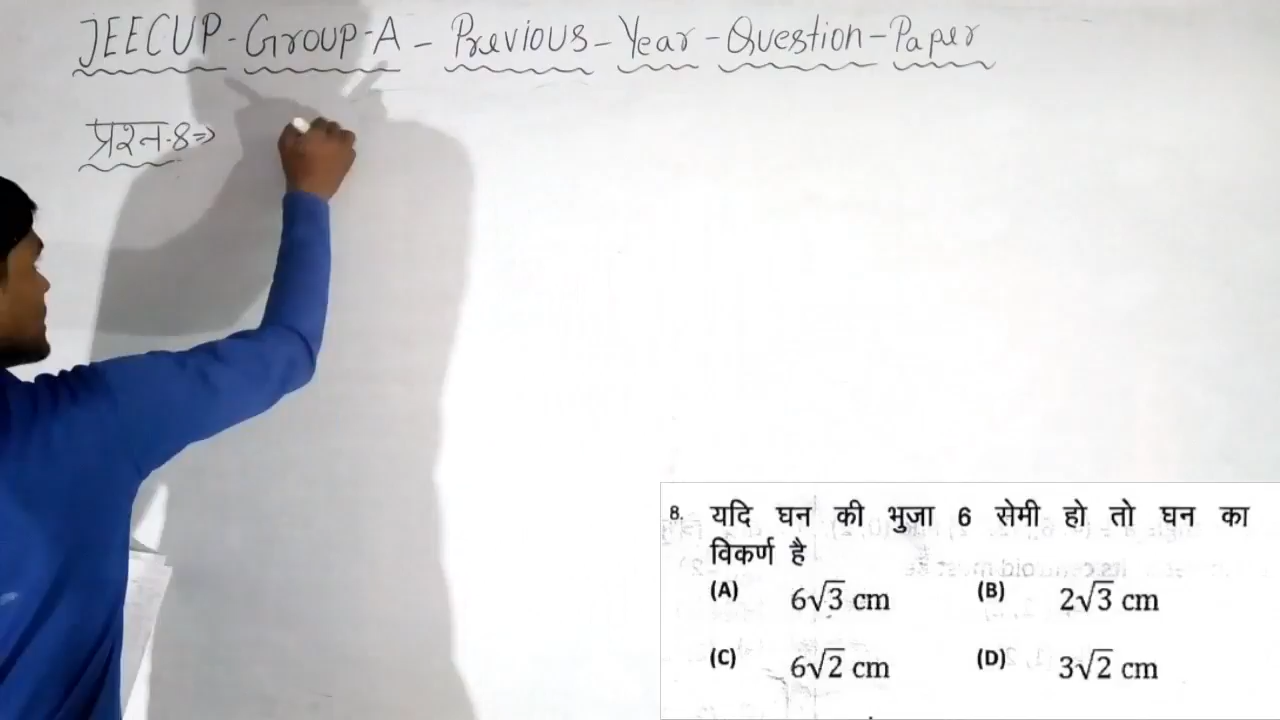 JEECUP-Group-A-Previous-Year-Question-Paper
प्रश्न-8⇒
8. यदि घन की भुजा 6 सेमी हो तो घन का
विकर्ण है
(A) 6√3 cm (B) 2√3 cm
(C) 6√2 cm (D) 3√2 cm